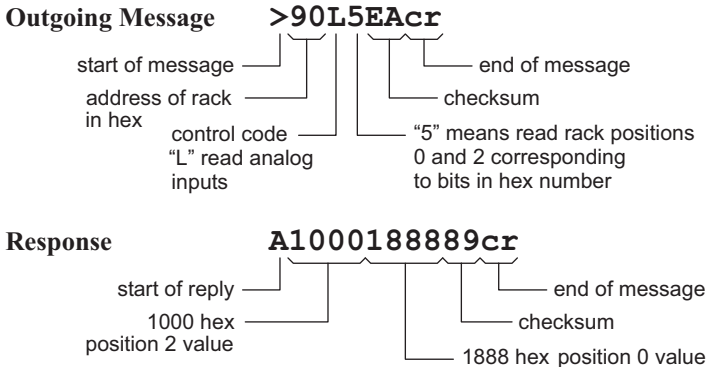 Outgoing Message >90L5EAcr
start of message
end of message
address of rack
in hex
checksum
control code
“L” read analog
inputs
“5” means read rack positions
0 and 2 corresponding
to bits in hex number
Response A1000188889cr
start of reply
end of message
1000 hex
position 2 value
checksum
1888 hex position 0 value